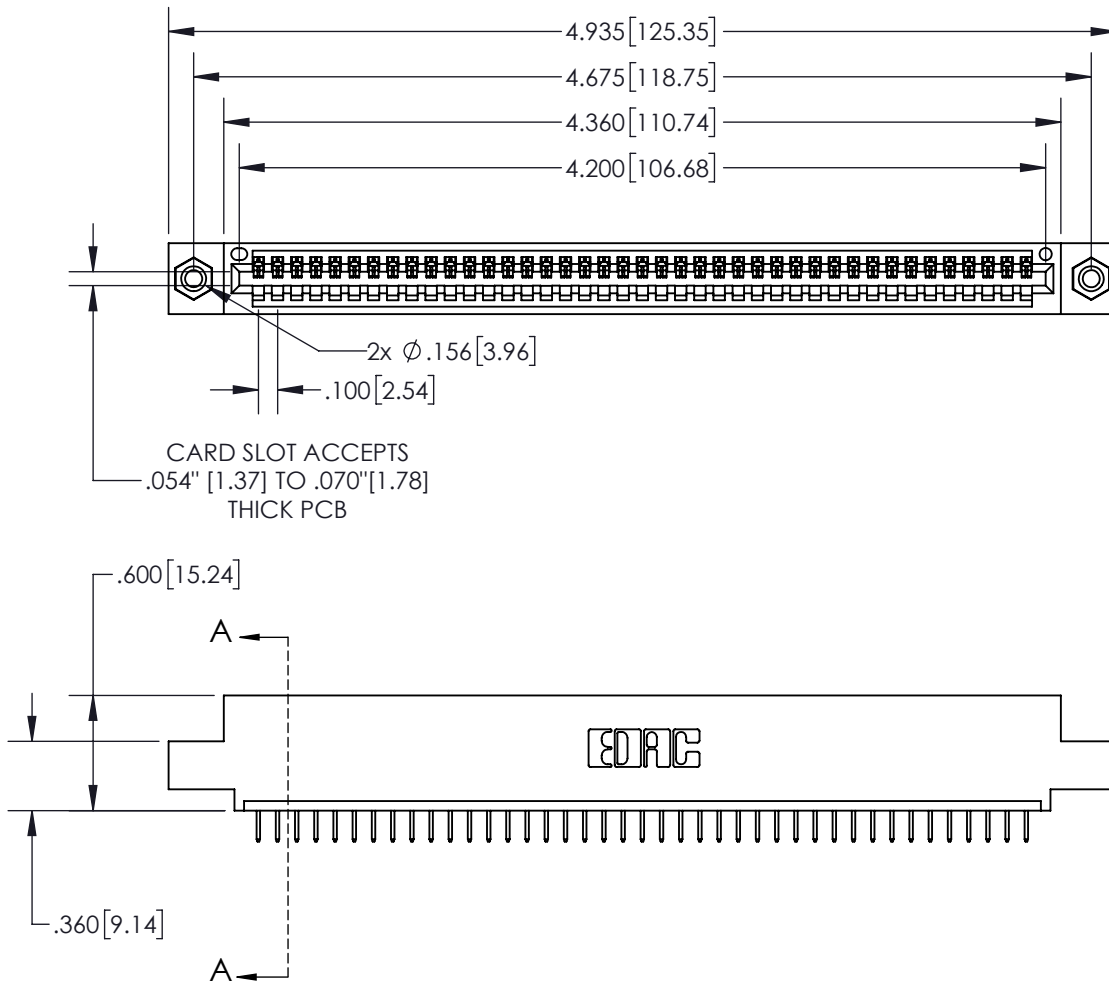 4.935[125.35]
4.675[118.75]
4.360[110.74]
4.200[106.68]
2x Ø.156[3.96]
.100[2.54]
CARD SLOT ACCEPTS
.054" [1.37] TO .070"[1.78]
THICK PCB
.600[15.24]
A
EDAC
.360[9.14]
A